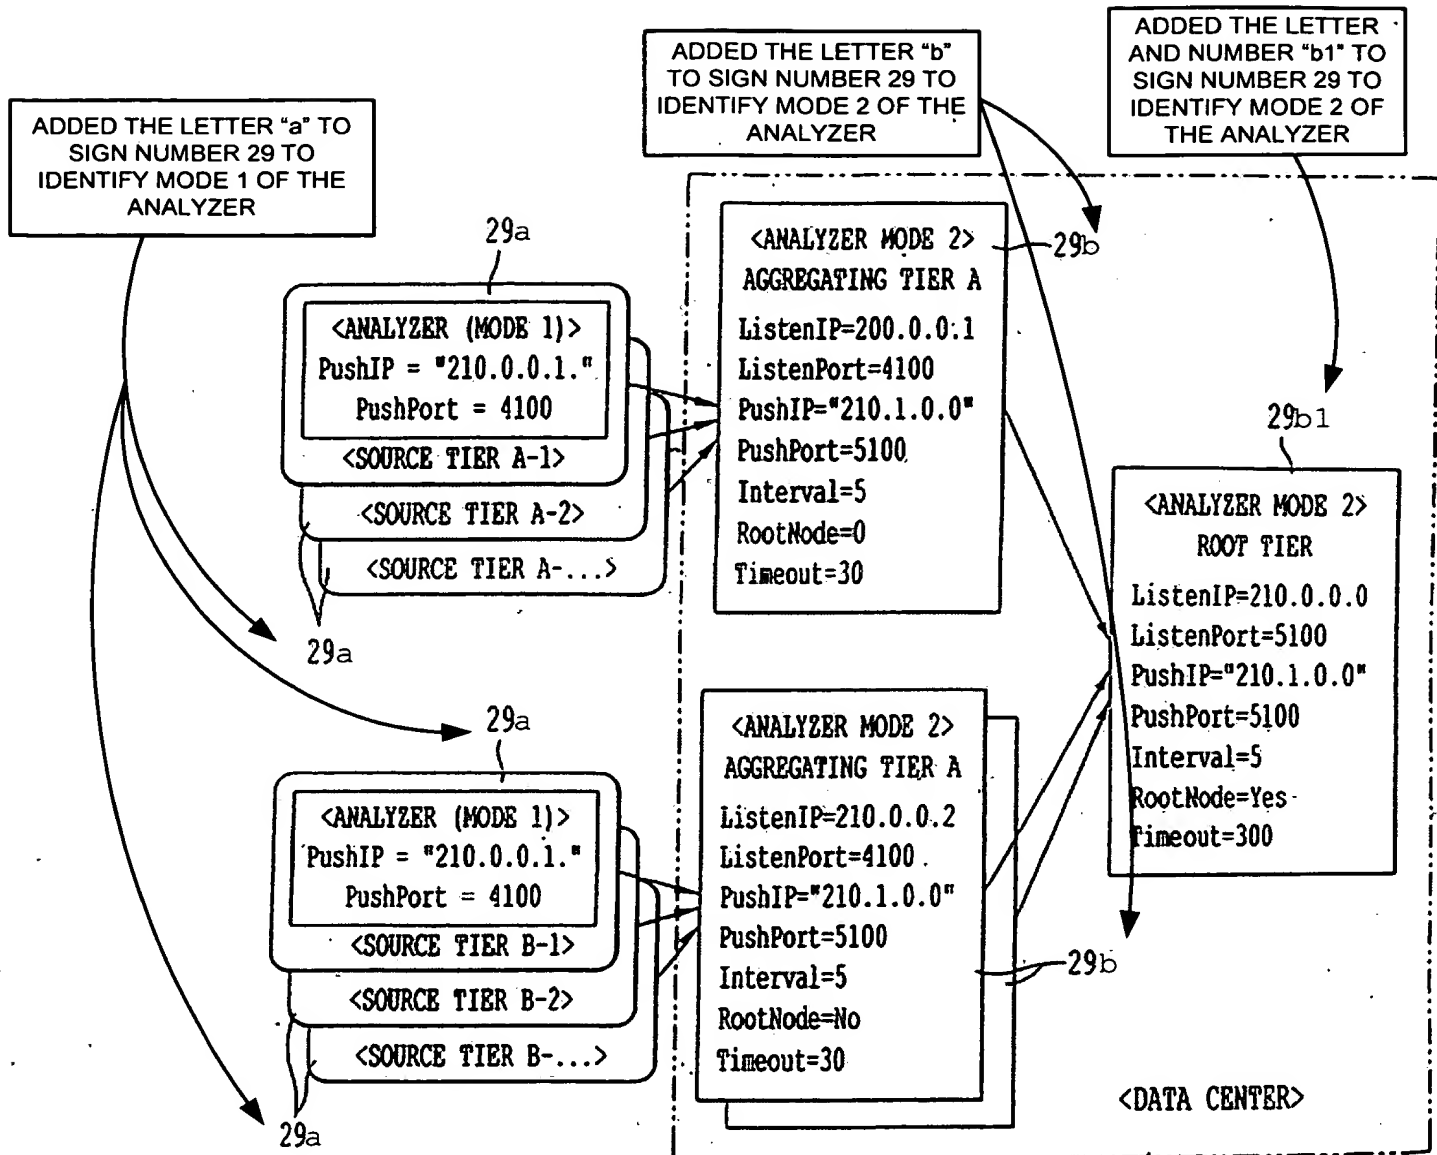 ADDED THE LETTER "a" TO
SIGN NUMBER 29 TO
IDENTIFY MODE 1 OF THE
ANALYZER
ADDED THE LETTER "b"
TO SIGN NUMBER 29 TO
IDENTIFY MODE 2 OF THE
ANALYZER
ADDED THE LETTER
AND NUMBER "b1" TO
SIGN NUMBER 29 TO
IDENTIFY MODE 2 OF
THE ANALYZER
29a
<ANALYZER (MODE 1)>
PushIP = "210.0.0.1."
PushPort = 4100
<SOURCE TIER A-1>
<SOURCE TIER A-2>
<SOURCE TIER A-...>
29a
<ANALYZER MODE 2>
29b
AGGREGATING TIER A
ListenIP=200.0.0.1
ListenPort=4100
PushIP="210.1.0.0"
PushPort=5100
Interval=5
RootNode=0
Timeout=30
29b1
<ANALYZER MODE 2>
ROOT TIER
ListenIP=210.0.0.0
ListenPort=5100
PushIP="210.1.0.0"
PushPort=5100
Interval=5
RootNode=Yes
Timeout=300
29a
<ANALYZER (MODE 1)>
PushIP = "210.0.0.1."
PushPort = 4100
<SOURCE TIER B-1>
<SOURCE TIER B-2>
<SOURCE TIER B-...>
29a
<ANALYZER MODE 2>
AGGREGATING TIER A
ListenIP=210.0.0.2
ListenPort=4100
PushIP="210.1.0.0"
PushPort=5100
Interval=5
RootNode=No
Timeout=30
29b
<DATA CENTER>